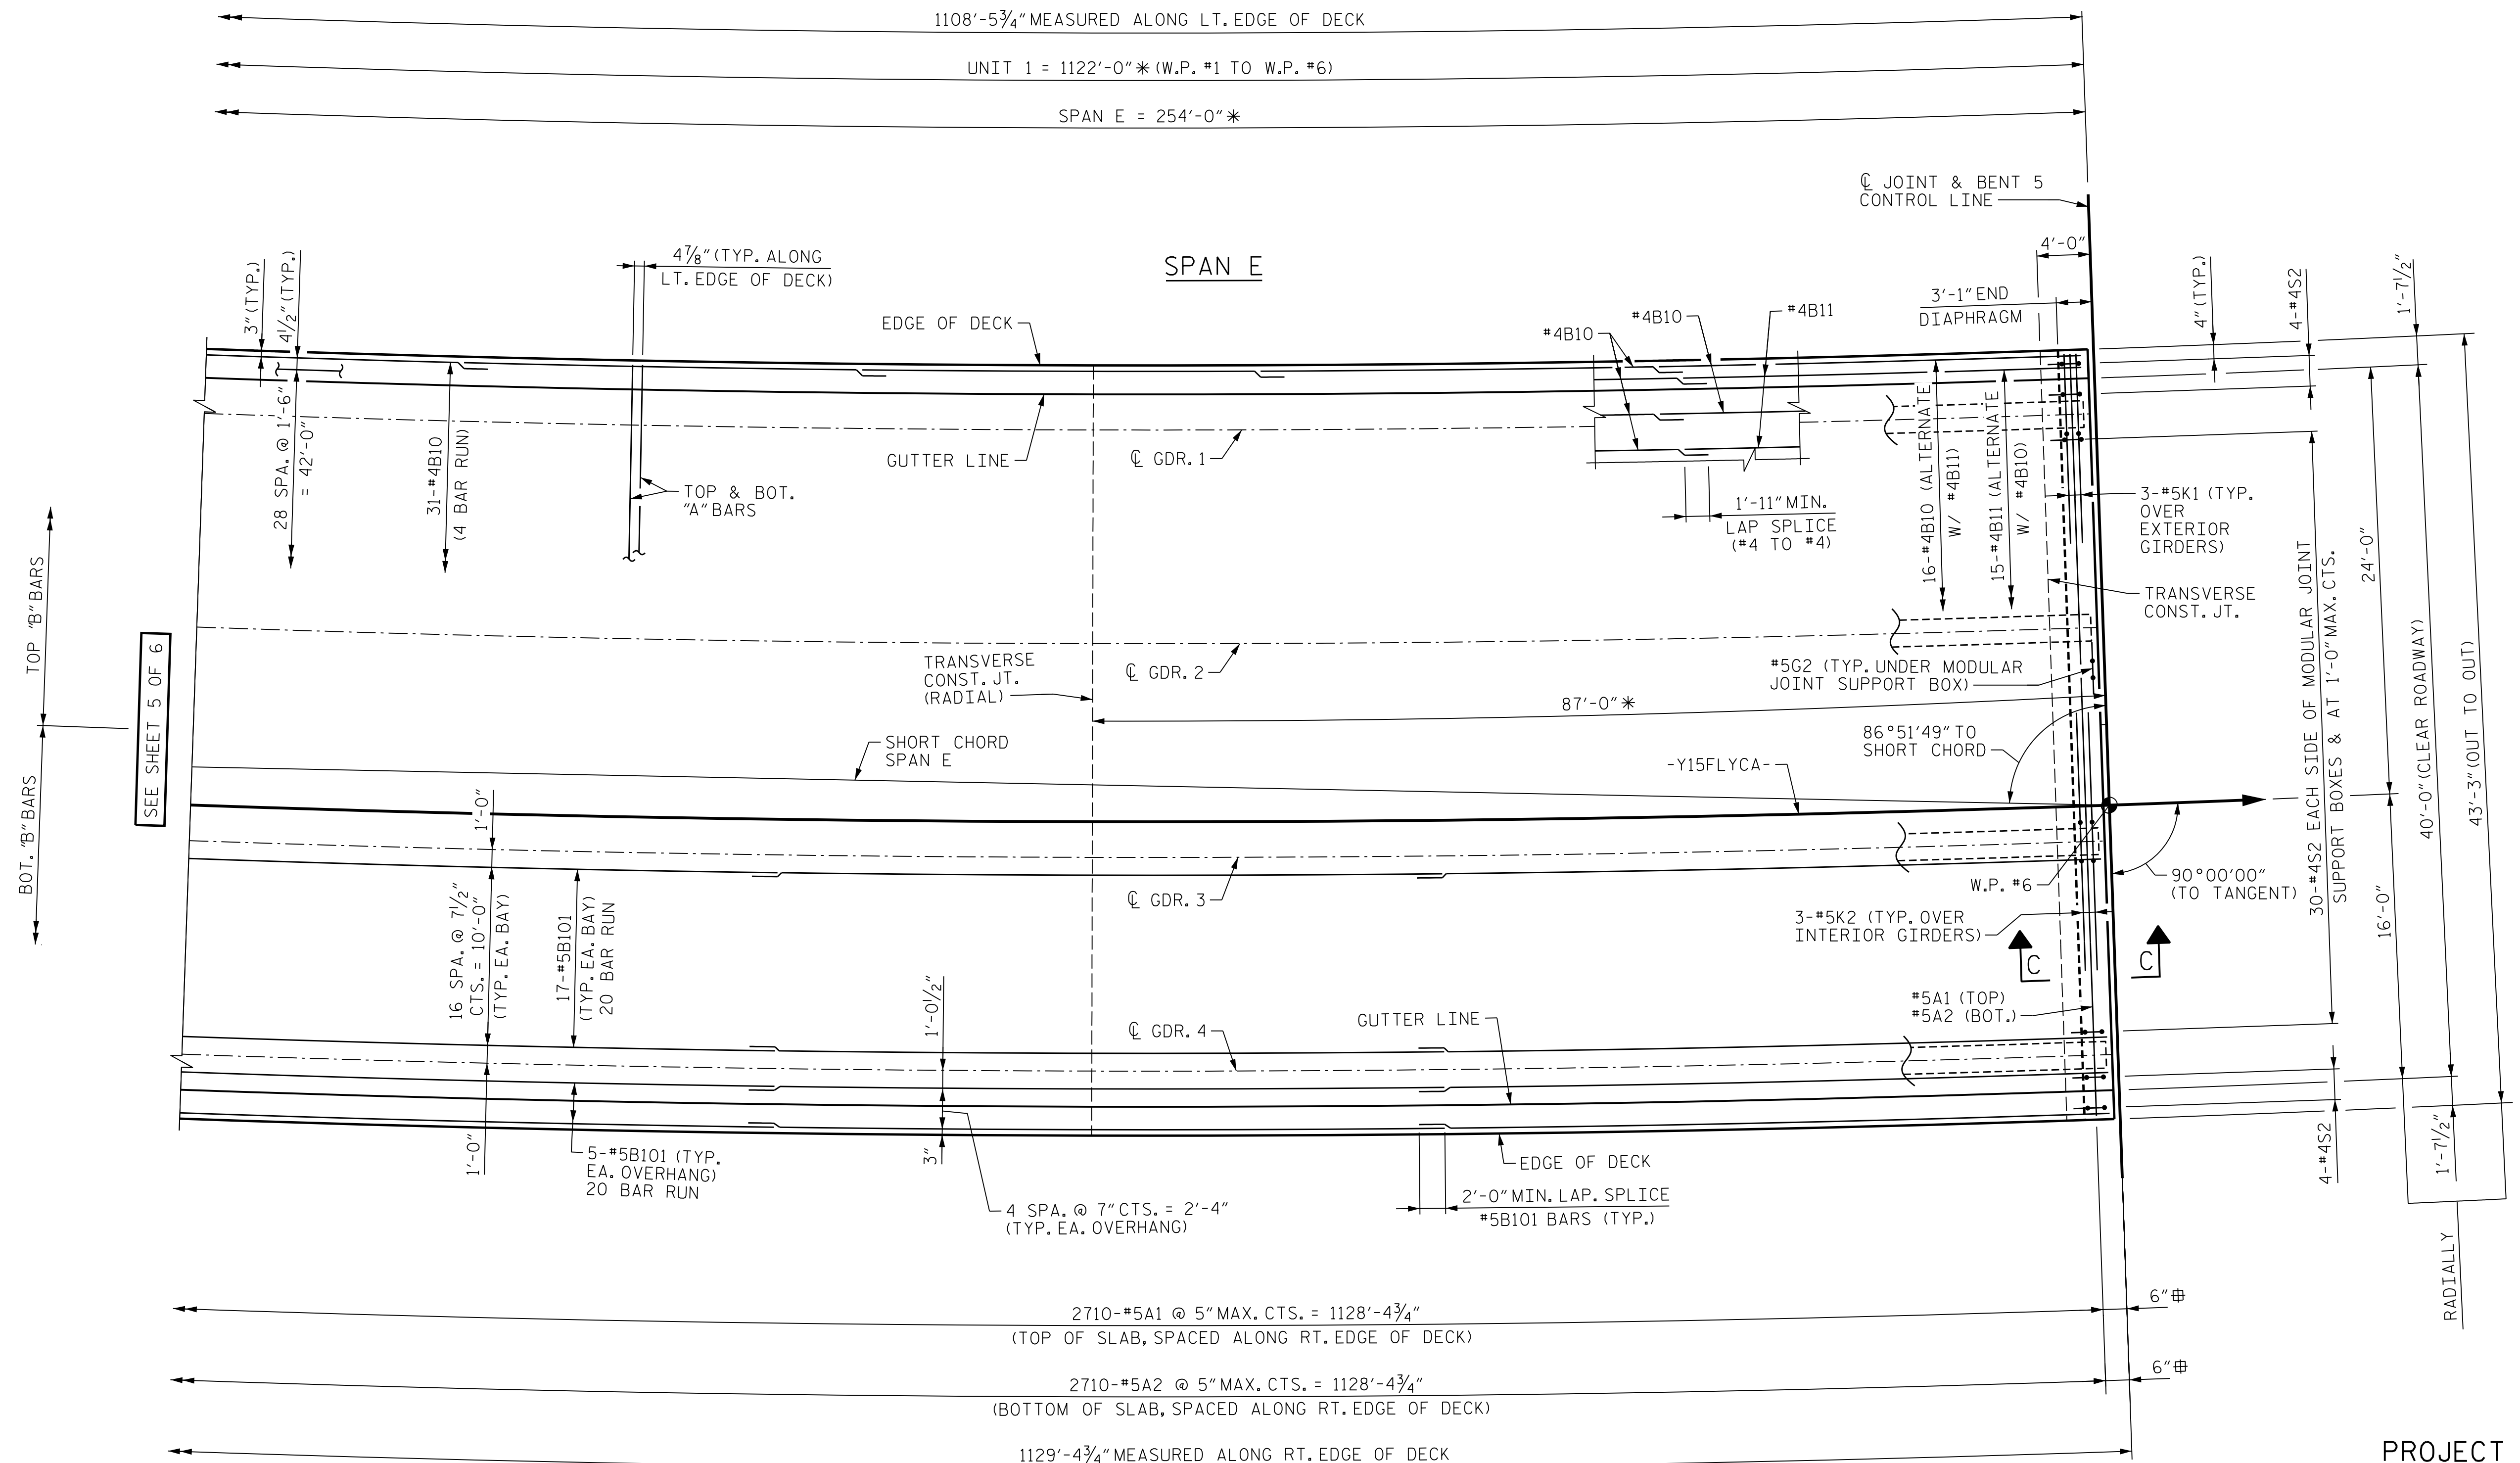 1108'-5¾" MEASURED ALONG LT. EDGE OF DECK
UNIT 1 = 1122'-0"✳ (W.P. #1 TO W.P. #6)
SPAN E = 254'-0"✳
℄ JOINT & BENT 5
CONTROL LINE
4'-0"
3'-1" END
DIAPHRAGM
SPAN E
4⅞" (TYP. ALONG
LT. EDGE OF DECK)
3" (TYP.)
4½" (TYP.)
EDGE OF DECK
#4B10
#4B10
#4B11
4" (TYP.)
4-#4S2
1'-7½"
28 SPA. @ 1'-6"
= 42'-0"
31-#4B10
(4 BAR RUN)
GUTTER LINE
℄ GDR. 1
TOP & BOT.
"A" BARS
1'-11" MIN.
LAP SPLICE
(#4 TO #4)
16-#4B10 (ALTERNATE
W/ #4B11)
15-#4B11 (ALTERNATE
W/ #4B10)
3-#5K1 (TYP.
OVER
EXTERIOR
GIRDERS)
TRANSVERSE
CONST. JT.
TOP "B" BARS
BOT. "B" BARS
SEE SHEET 5 OF 6
TRANSVERSE
CONST. JT.
(RADIAL)
℄ GDR. 2
#5G2 (TYP. UNDER MODULAR
JOINT SUPPORT BOX)
87'-0"✳
86°51'49" TO
SHORT CHORD
SHORT CHORD
SPAN E
-Y15FLYCA-
30-#4S2 EACH SIDE OF MODULAR JOINT
SUPPORT BOXES & AT 1'-0" MAX. CTS.
24'-0"
16'-0"
40'-0" (CLEAR ROADWAY)
43'-3" (OUT TO OUT)
1'-0"
16 SPA. @ 7½"
CTS. = 10'-0"
(TYP. EA. BAY)
17-#5B101
(TYP. EA. BAY)
20 BAR RUN
℄ GDR. 3
W.P. #6
90°00'00"
(TO TANGENT)
3-#5K2 (TYP. OVER
INTERIOR GIRDERS)
C
C
#5A1 (TOP)
#5A2 (BOT.)
1'-0½"
℄ GDR. 4
GUTTER LINE
1'-0"
3"
5-#5B101 (TYP.
EA. OVERHANG)
20 BAR RUN
4 SPA. @ 7" CTS. = 2'-4"
(TYP. EA. OVERHANG)
EDGE OF DECK
2'-0" MIN. LAP. SPLICE
#5B101 BARS (TYP.)
4-#4S2
1'-7½"
RADIALLY
2710-#5A1 @ 5" MAX. CTS. = 1128'-4¾"
(TOP OF SLAB, SPACED ALONG RT. EDGE OF DECK)
6"⌗
2710-#5A2 @ 5" MAX. CTS. = 1128'-4¾"
(BOTTOM OF SLAB, SPACED ALONG RT. EDGE OF DECK)
6"⌗
1129'-4¾" MEASURED ALONG RT. EDGE OF DECK
PROJECT